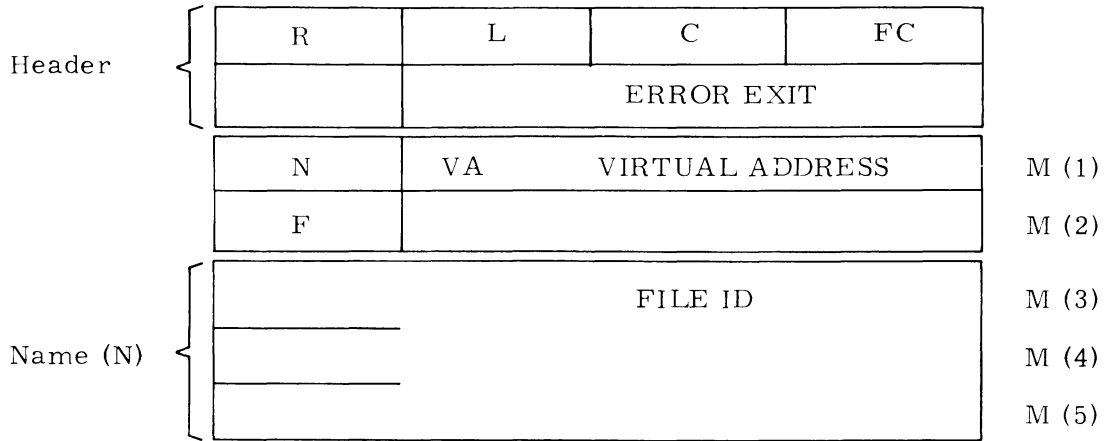 R L C FC
Header
ERROR EXIT
N VA VIRTUAL ADDRESS M (1)
F M (2)
FILE ID M (3)
Name (N) M (4)
M (5)